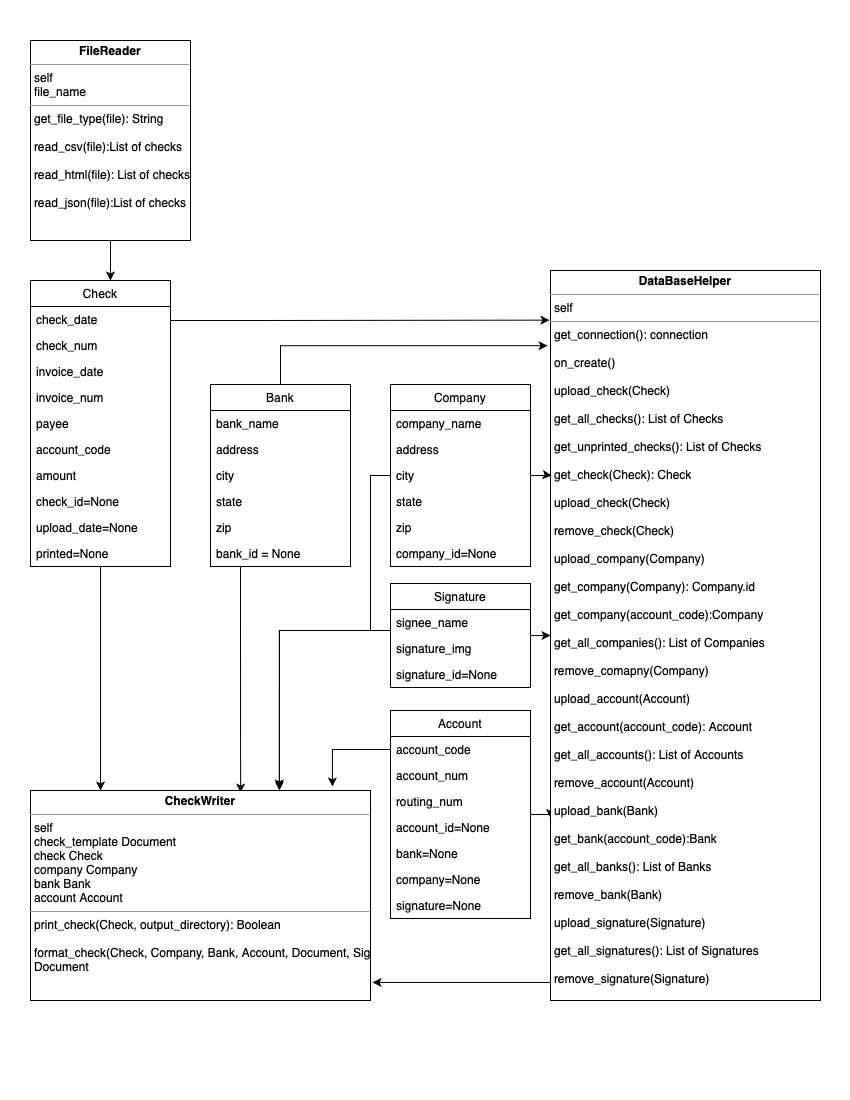 FileReader
self
file_name
get_file_type(file): String
read_csv(file):List of checks
read_html(file): List of checks
read_json(file):List of checks
Check
check_date
check_num
invoice_date
invoice_num
payee
account_code
amount
check_id=None
upload_date=None
printed=None
Bank
bank_name
address
city
state
zip
bank_id = None
Company
company_name
address
city
state
zip
company_id=None
Signature
signee_name
signature_img
signature_id=None
Account
account_code
account_num
routing_num
account_id=None
bank=None
company=None
signature=None
DataBaseHelper
self
get_connection(): connection
on_create()
upload_check(Check)
get_all_checks(): List of Checks
get_unprinted_checks(): List of Checks
get_check(Check): Check
upload_check(Check)
remove_check(Check)
upload_company(Company)
get_company(Company): Company.id
get_company(account_code):Company
get_all_companies(): List of Companies
remove_comapny(Company)
upload_account(Account)
get_account(account_code): Account
get_all_accounts(): List of Accounts
remove_account(Account)
upload_bank(Bank)
get_bank(account_code):Bank
get_all_banks(): List of Banks
remove_bank(Bank)
upload_signature(Signature)
get_all_signatures(): List of Signatures
remove_signature(Signature)
CheckWriter
self
check_template Document
check Check
company Company
bank Bank
account Account
print_check(Check, output_directory): Boolean
format_check(Check, Company, Bank, Account, Document, Sig
Document